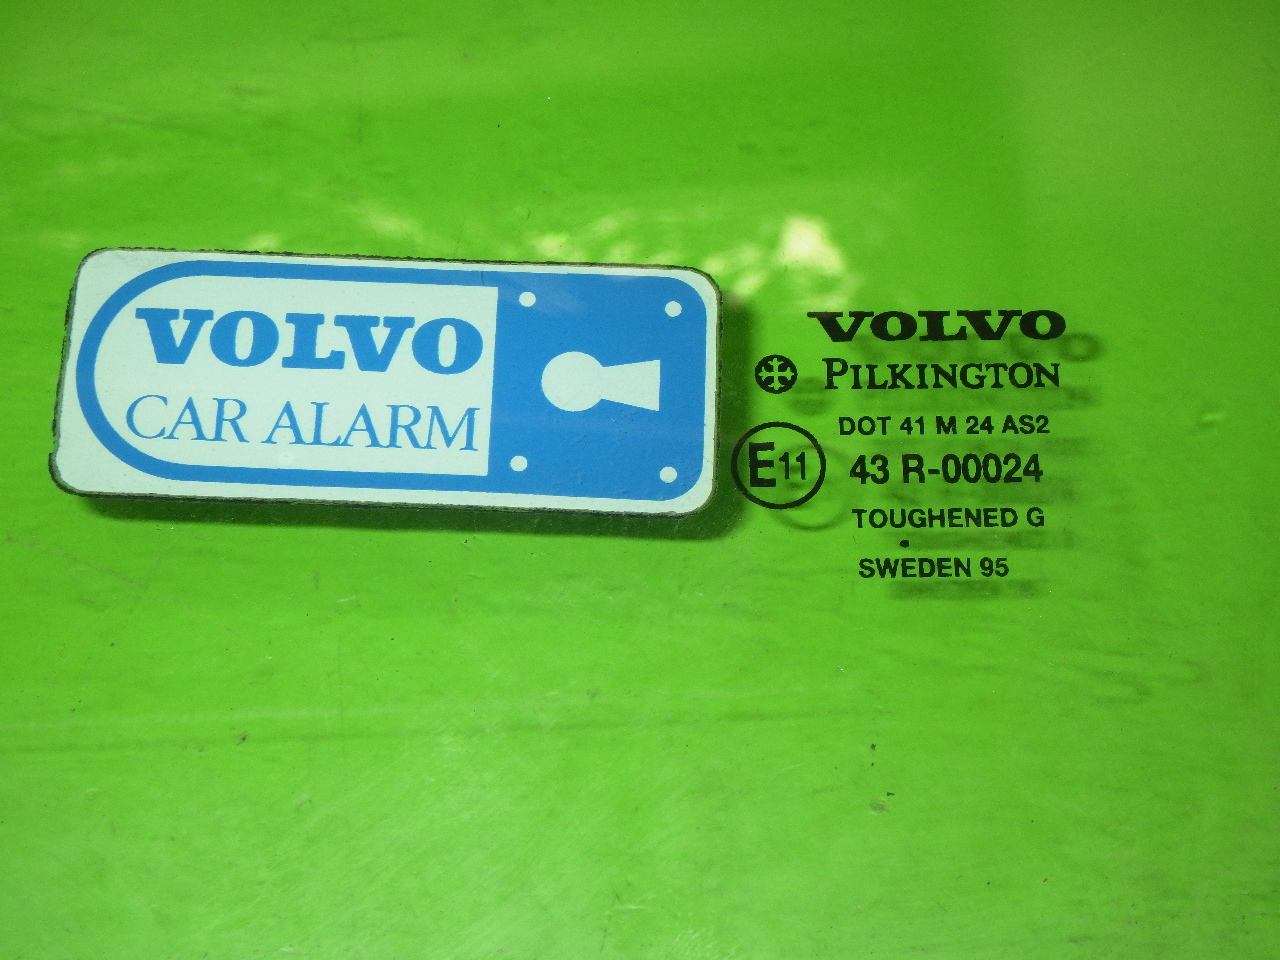 VOLVO
CAR ALARM
VOLVO
PILKINGTON
DOT 41 M 24 AS2
E11 43 R-00024
TOUGHENED G
SWEDEN 95